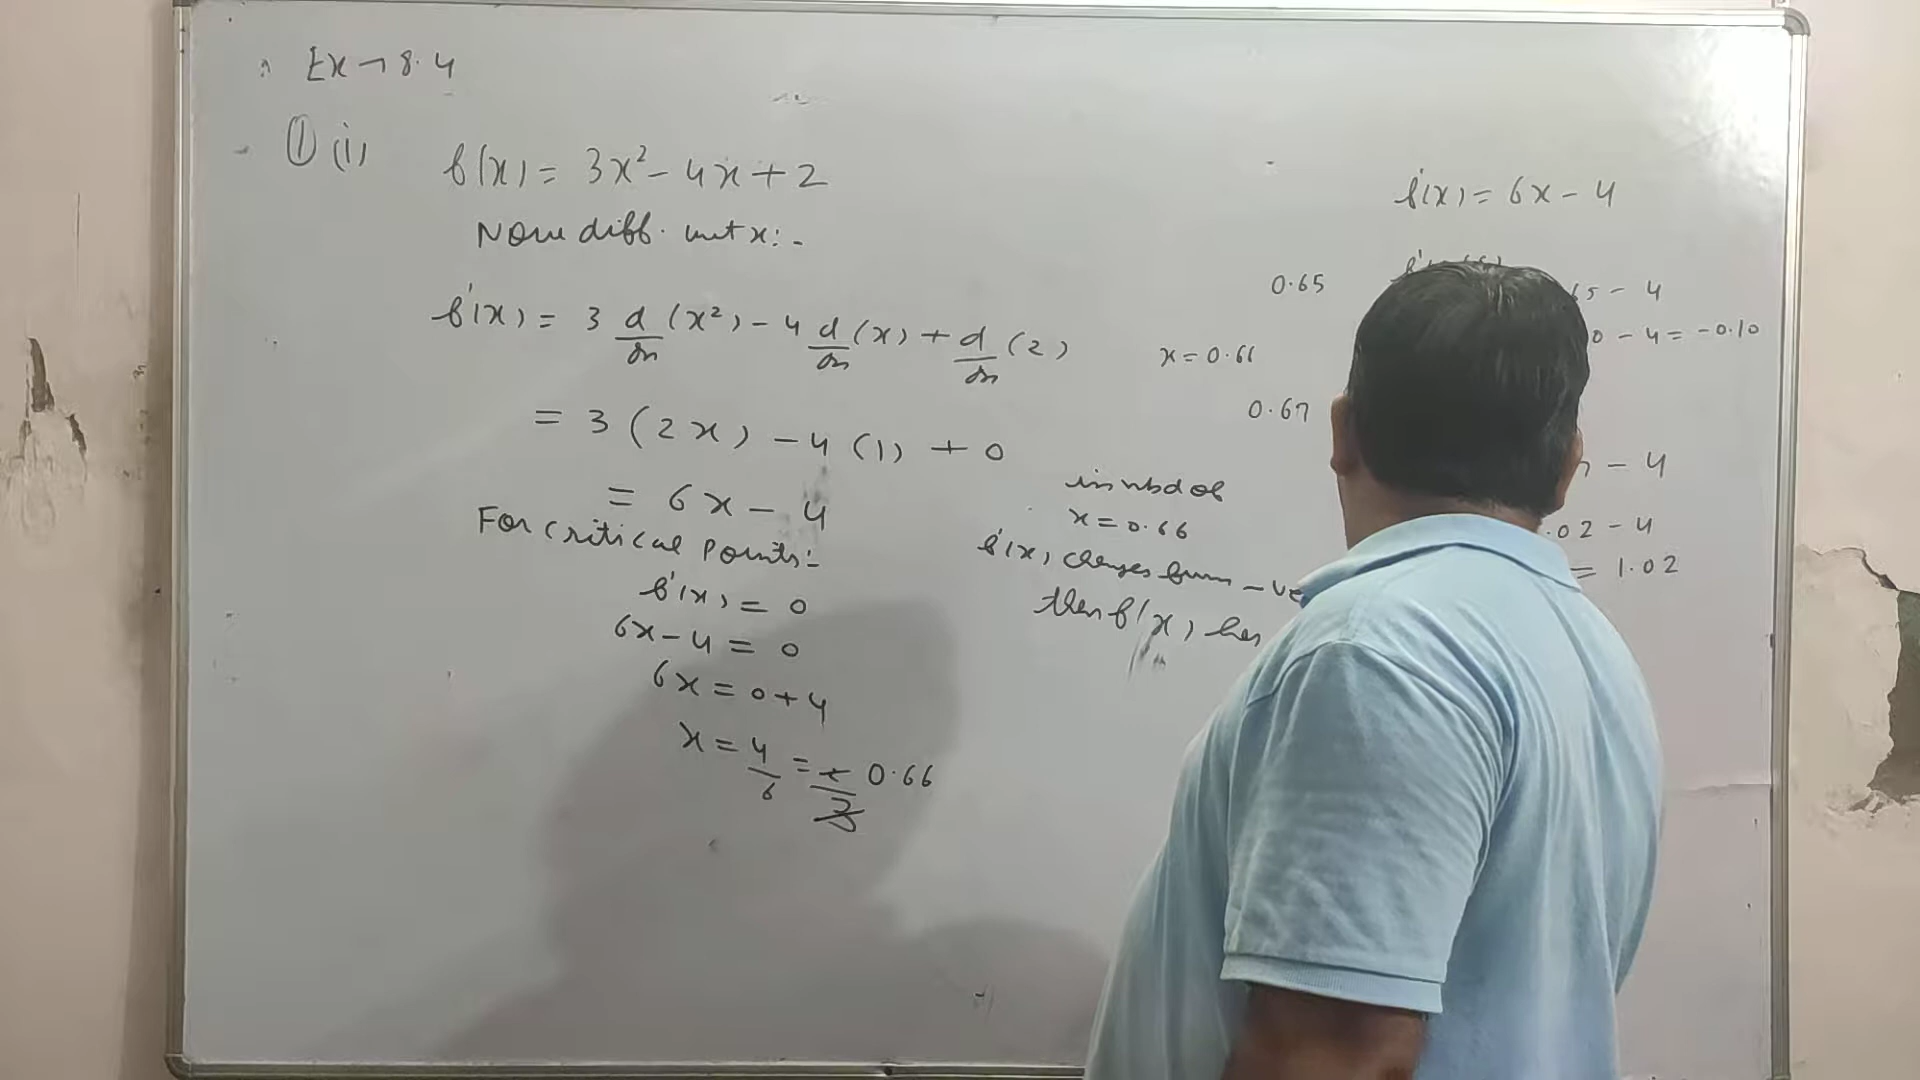 Ex → 8.4
① (i) f(x) = 3x² - 4x + 2
Now diff. wrt x:-
f'(x) = 3 d/dx (x²) - 4 d/dx (x) + d/dx (2)
= 3 (2x) - 4 (1) + 0
= 6x - 4
For critical points:-
f'(x) = 0
6x - 4 = 0
6x = 0 + 4
x = 4/6 = 0.66
f'(x) = 6x - 4
0.65
65 - 4
x = 0.66
0 - 4 = -0.10
0.67
- 4
.02 - 4
= 1.02
in nbd of
x = 0.66
f'(x) changes from -ve
then f(x) has